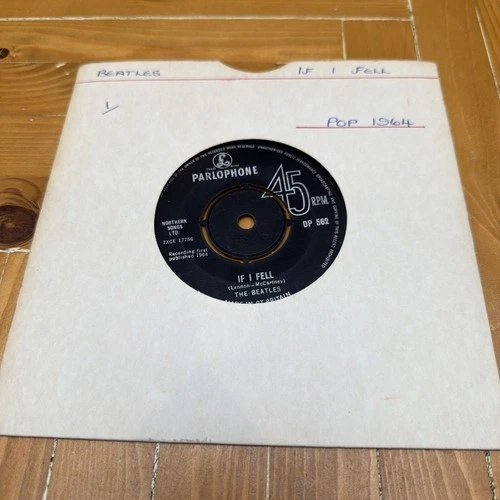 BEATLES IF I FELL
1
POP 1964
PARLOPHONE
45 R.P.M.
DP 562
NORTHERN
SONGS
LTD.
7XCE 17756
Recording first
published 1964
IF I FELL
(Lennon—McCartney)
THE BEATLES
MADE IN GT. BRITAIN